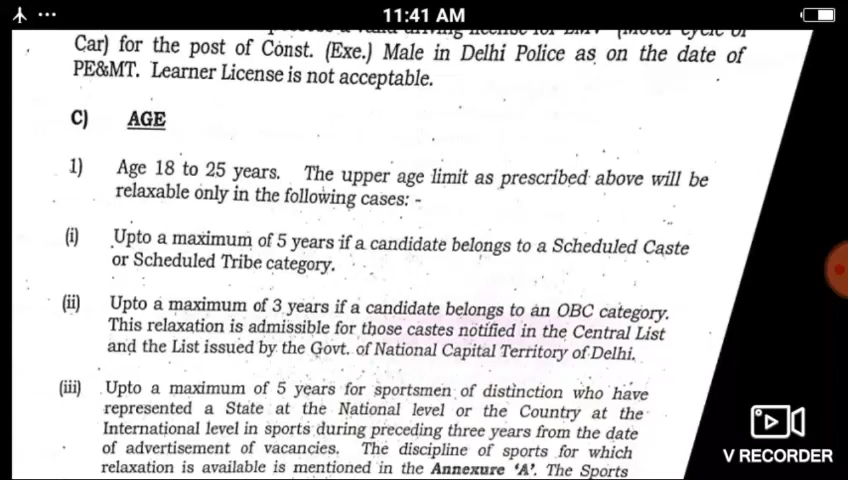 11:41 AM
Car) for the post of Const. (Exe.) Male in Delhi Police as on the date of
PE&MT. Learner License is not acceptable.
C) AGE
1) Age 18 to 25 years. The upper age limit as prescribed above will be
relaxable only in the following cases: -
(i) Upto a maximum of 5 years if a candidate belongs to a Scheduled Caste
or Scheduled Tribe category.
(ii) Upto a maximum of 3 years if a candidate belongs to an OBC category.
This relaxation is admissible for those castes notified in the Central List
and the List issued by the Govt. of National Capital Territory of Delhi.
(iii) Upto a maximum of 5 years for sportsmen of distinction who have
represented a State at the National level or the Country at the
International level in sports during preceding three years from the date
of advertisement of vacancies. The discipline of sports for which
relaxation is available is mentioned in the Annexure 'A'. The Sports
V RECORDER